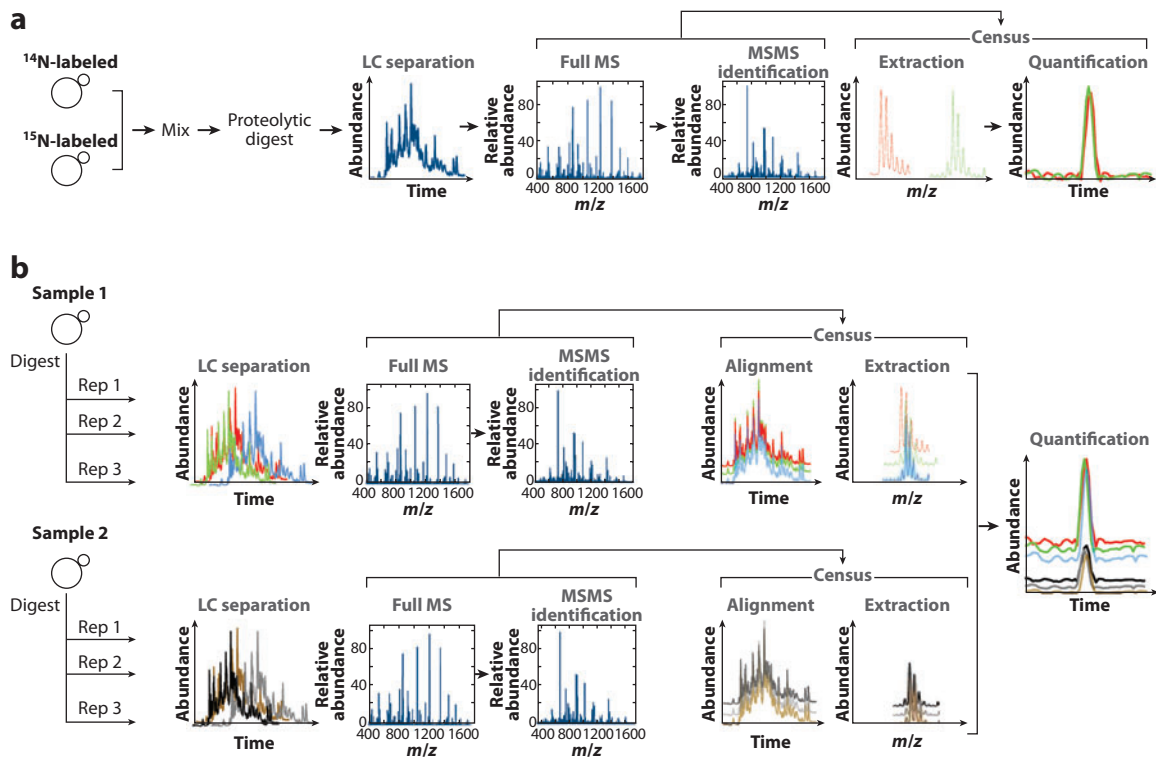 a
Census
¹⁴N-labeled
¹⁵N-labeled
Mix
Proteolytic
digest
LC separation
Abundance
Time
Full MS
Relative
abundance
80
40
0
400 800 1200 1600
m/z
MSMS
identification
Relative
abundance
80
40
0
400 800 1200 1600
m/z
Extraction
Abundance
m/z
Quantification
Abundance
Time
b
Sample 1
Digest
Rep 1
Rep 2
Rep 3
LC separation
Abundance
Time
Full MS
Relative
abundance
80
40
0
400 800 1200 1600
m/z
MSMS
identification
Relative
abundance
80
40
0
400 800 1200 1600
m/z
Census
Alignment
Abundance
Time
Extraction
Abundance
m/z
Quantification
Abundance
Time
Sample 2
Digest
Rep 1
Rep 2
Rep 3
LC separation
Abundance
Time
Full MS
Relative
abundance
80
40
0
400 800 1200 1600
m/z
MSMS
identification
Relative
abundance
80
40
0
400 800 1200 1600
m/z
Census
Alignment
Abundance
Time
Extraction
Abundance
m/z